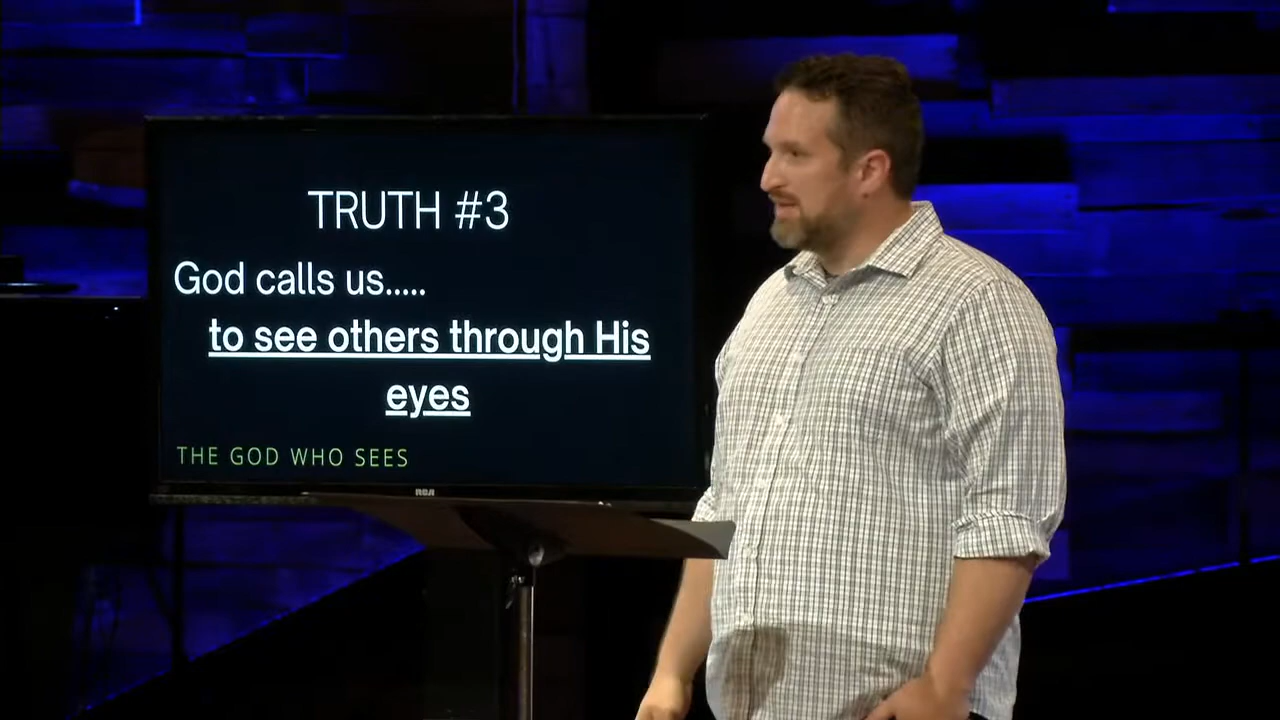 TRUTH #3
God calls us.....
to see others through His
eyes
THE GOD WHO SEES
RCA